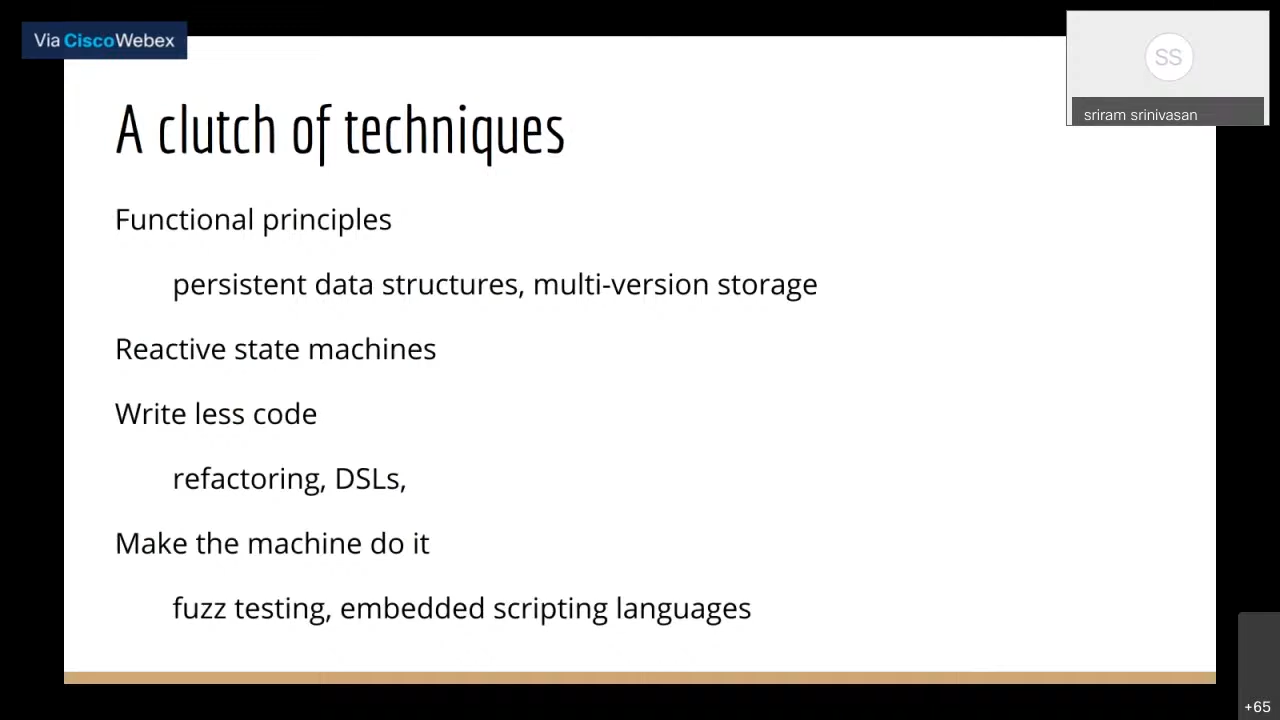 Via CiscoWebex
SS
sriram srinivasan
A clutch of techniques
Functional principles
persistent data structures, multi-version storage
Reactive state machines
Write less code
refactoring, DSLs,
Make the machine do it
fuzz testing, embedded scripting languages
+65